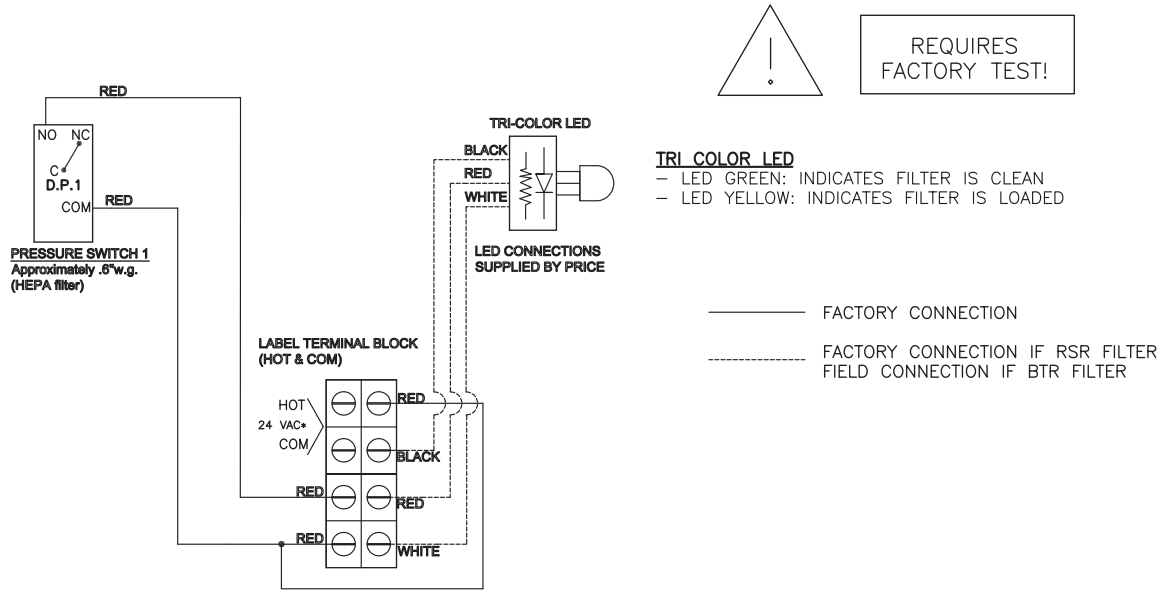 REQUIRES
FACTORY TEST!
RED
NO NC
C
D.P.1
COM
RED
PRESSURE SWITCH 1
Approximately .6"w.g.
(HEPA filter)
TRI-COLOR LED
BLACK
RED
WHITE
LED CONNECTIONS
SUPPLIED BY PRICE
TRI COLOR LED
– LED GREEN: INDICATES FILTER IS CLEAN
– LED YELLOW: INDICATES FILTER IS LOADED
FACTORY CONNECTION
FACTORY CONNECTION IF RSR FILTER
FIELD CONNECTION IF BTR FILTER
LABEL TERMINAL BLOCK
(HOT & COM)
HOT
24 VAC*
COM
RED
BLACK
RED
RED
RED
WHITE